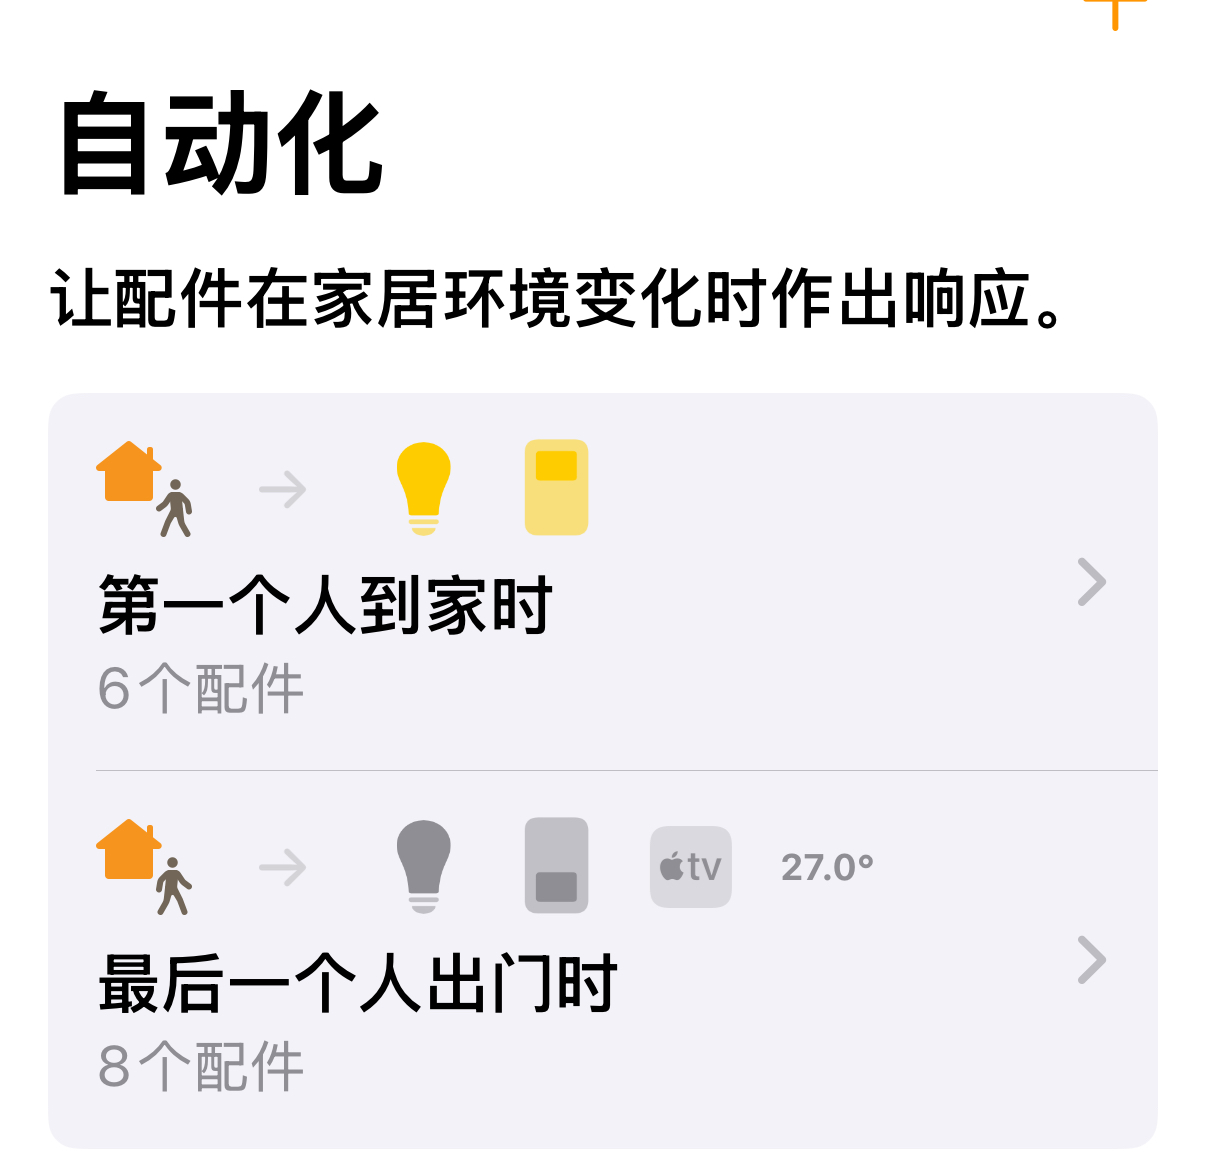 自动化
让配件在家居环境变化时作出响应。
第一个人到家时
6个配件
tv
27.0°
最后一个人出门时
8个配件